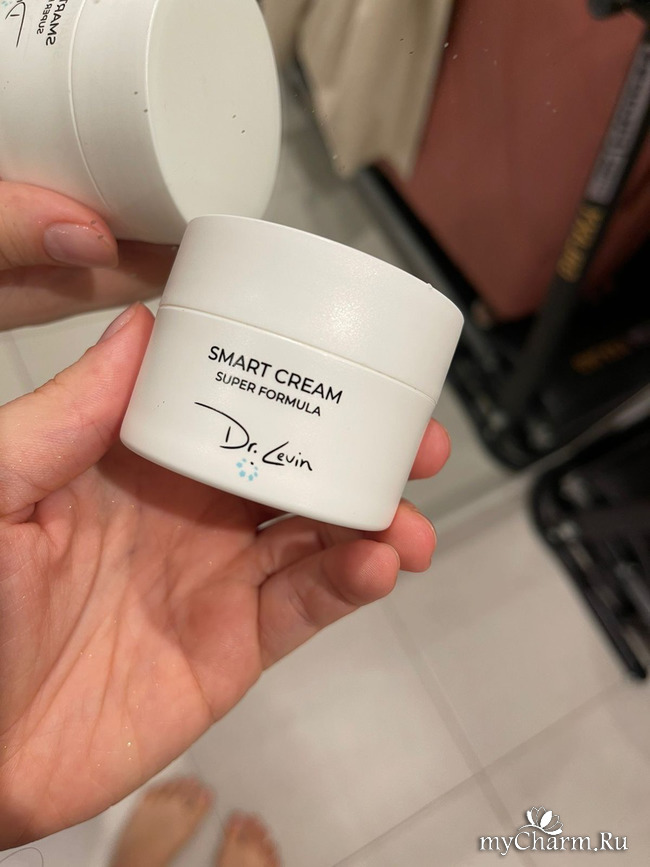 SMART CREAM
SUPER FORMULA
Dr. Levin
myCharm.Ru